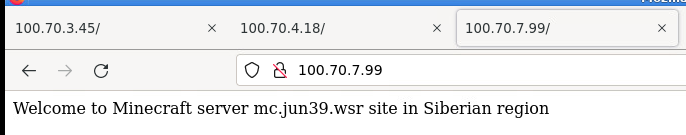 100.70.3.45/
100.70.4.18/
100.70.7.99/
100.70.7.99
Welcome to Minecraft server mc.jun39.wsr site in Siberian region